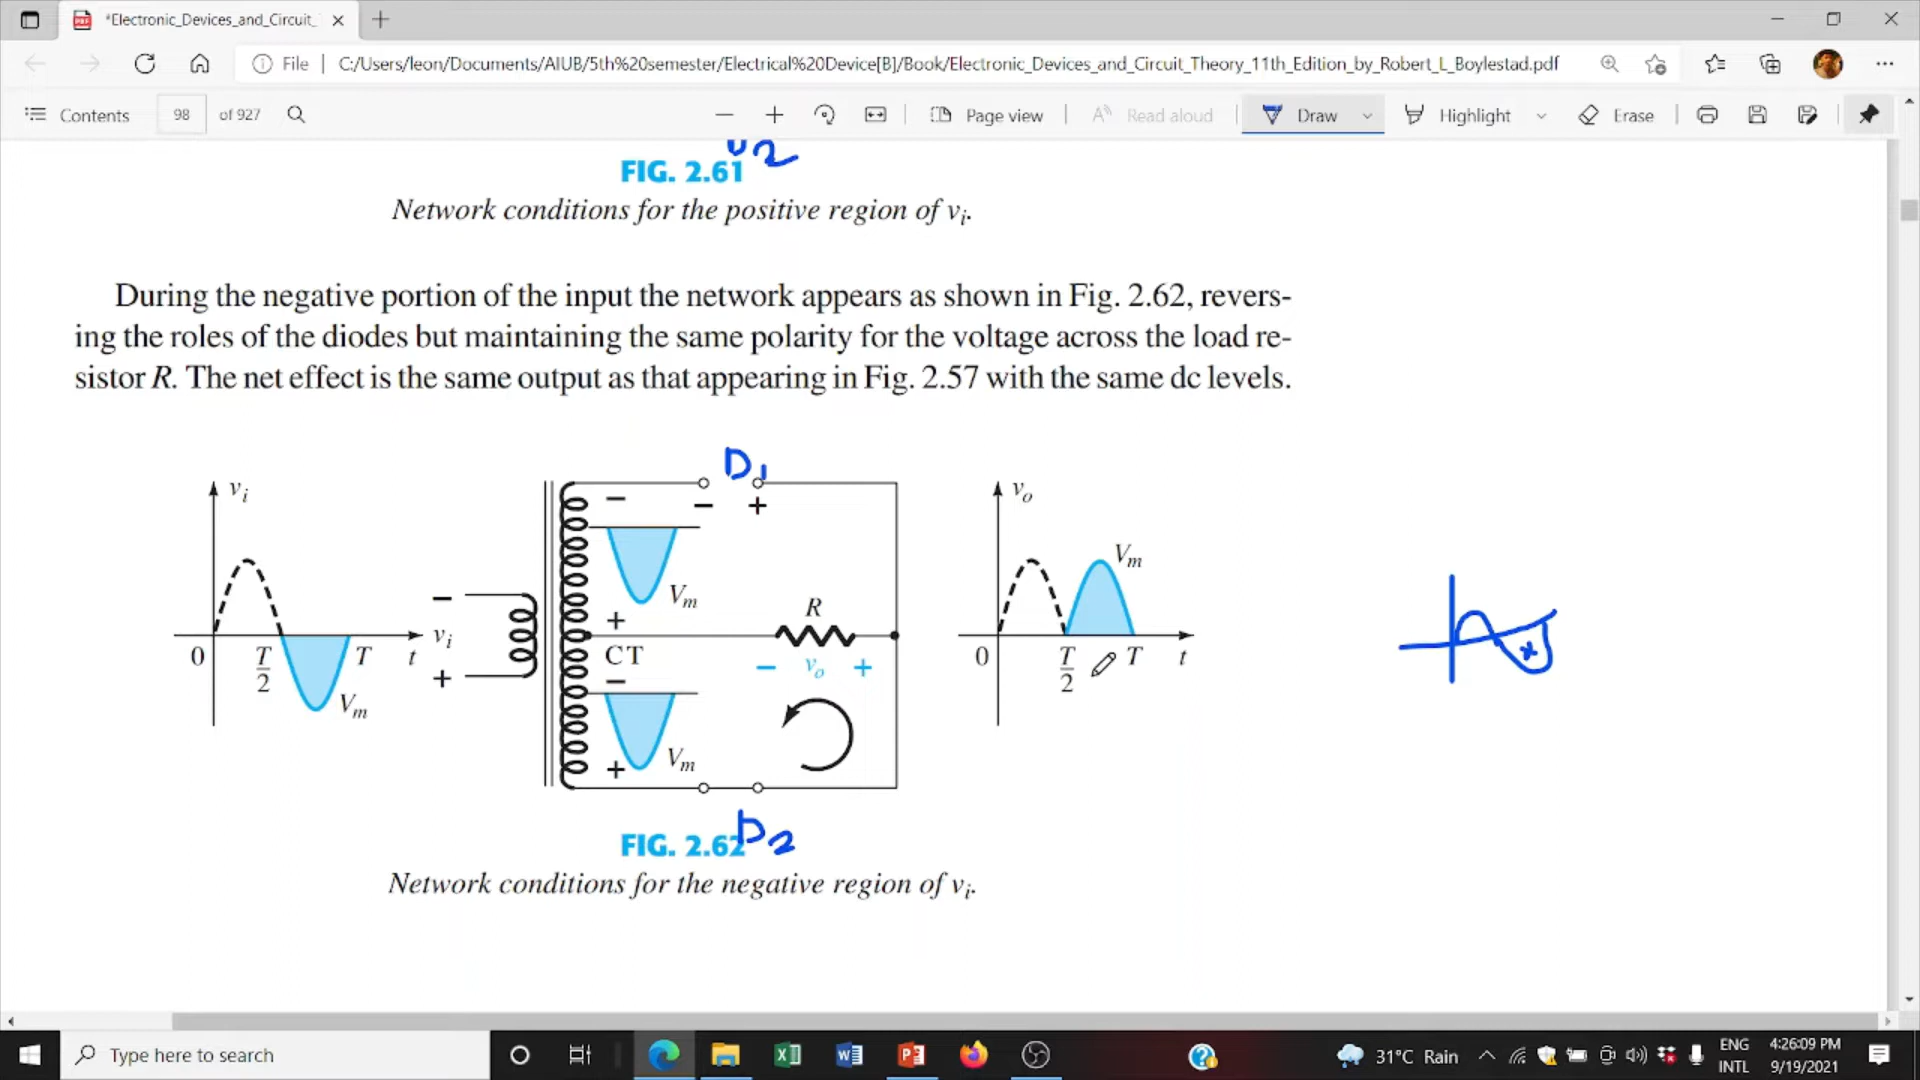 *Electronic_Devices_and_Circuit_
File
C:/Users/leon/Documents/AIUB/5th%20semester/Electrical%20Device[B]/Book/Electronic_Devices_and_Circuit_Theory_11th_Edition_by_Robert_L_Boylestad.pdf
Contents 98 of 927 Page view Read aloud Draw Highlight Erase
2
FIG. 2.61
Network conditions for the positive region of vi.
During the negative portion of the input the network appears as shown in Fig. 2.62, revers-
ing the roles of the diodes but maintaining the same polarity for the voltage across the load re-
sistor R. The net effect is the same output as that appearing in Fig. 2.57 with the same dc levels.
D1
vi
−
− +
vo
Vm
Vm
+
R
−
vi
+
0 T/2 T t
CT
− vo +
0 T/2 T t
Vm
−
+
Vm
x
D2
FIG. 2.62
Network conditions for the negative region of vi.
Type here to search
31°C Rain
ENG
INTL
4:26:09 PM
9/19/2021